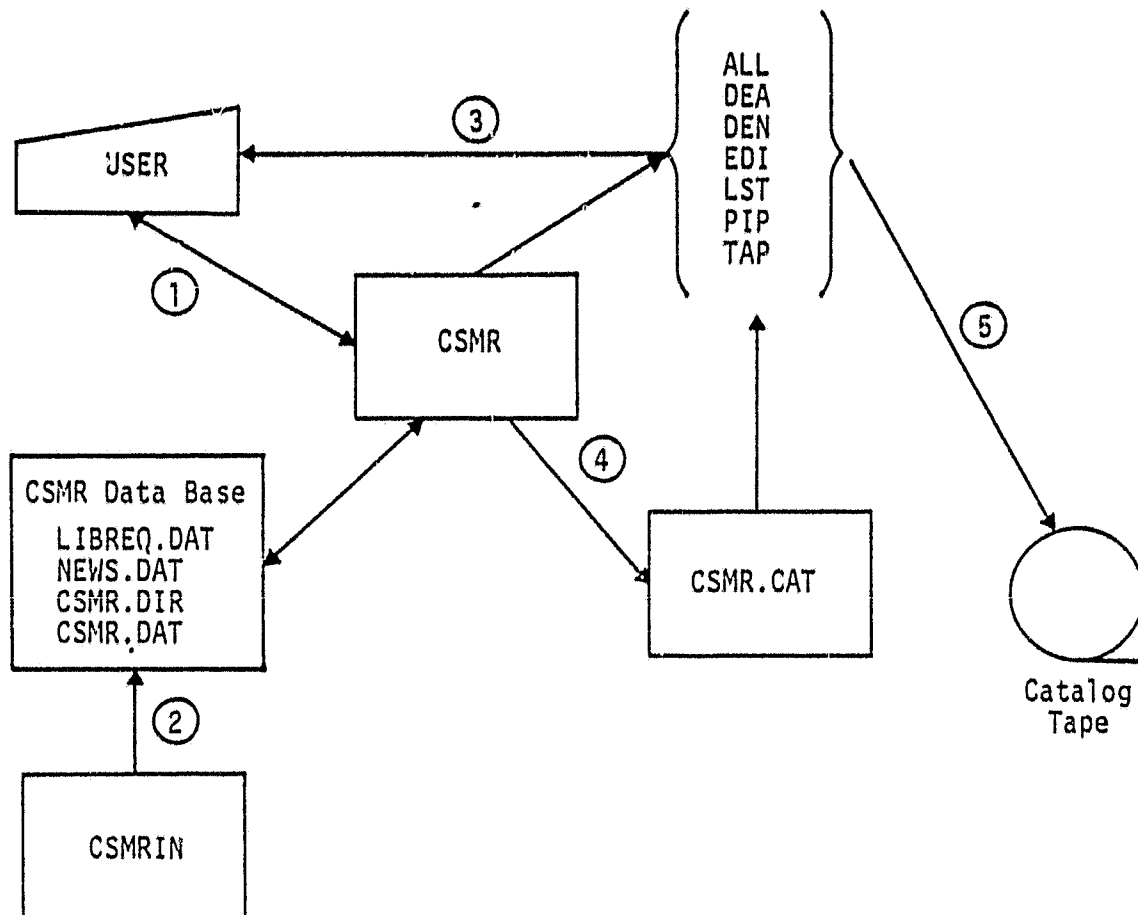 ALL
DEA
DEN
EDI
LST
PIP
TAP
3
USER
1
CSMR
5
4
CSMR Data Base
LIBREQ.DAT
NEWS.DAT
CSMR.DIR
CSMR.DAT
CSMR.CAT
Catalog
Tape
2
CSMRIN